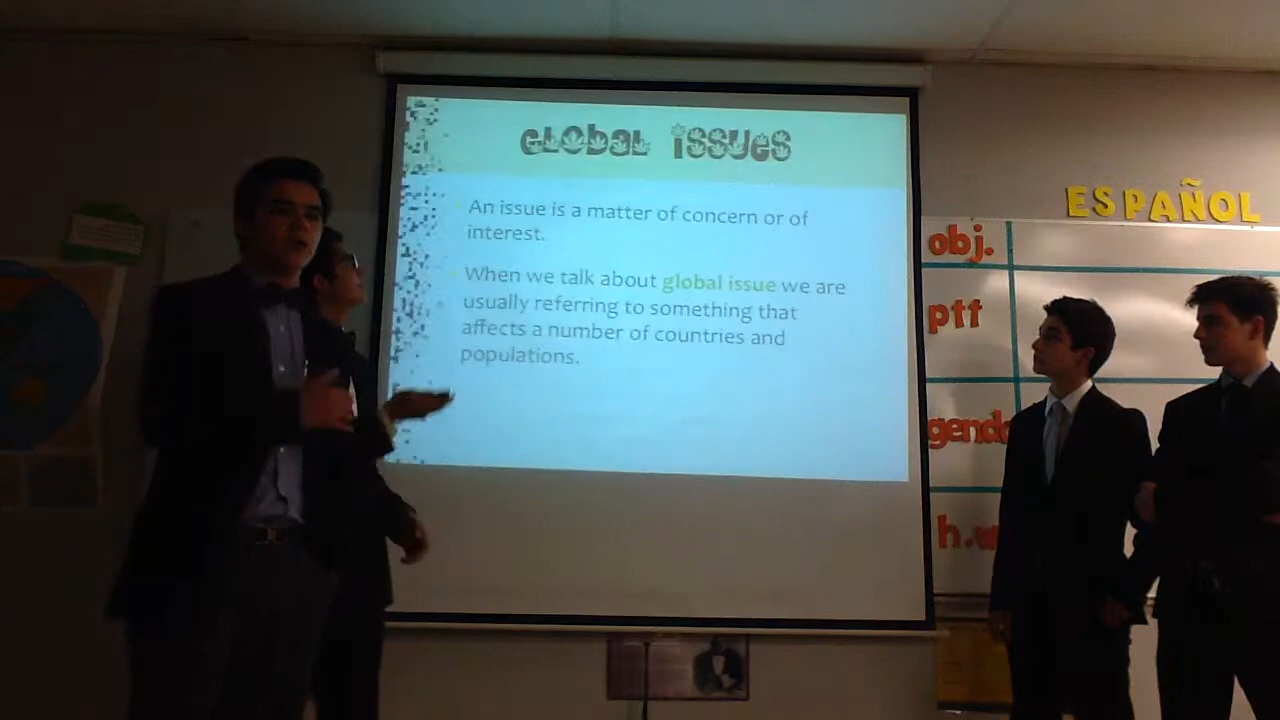 GLObaL iSSUeS
An issue is a matter of concern or of
interest.
When we talk about global issue we are
usually referring to something that
affects a number of countries and
populations.
ESPAÑOL
obj.
ptt
genda
h.w